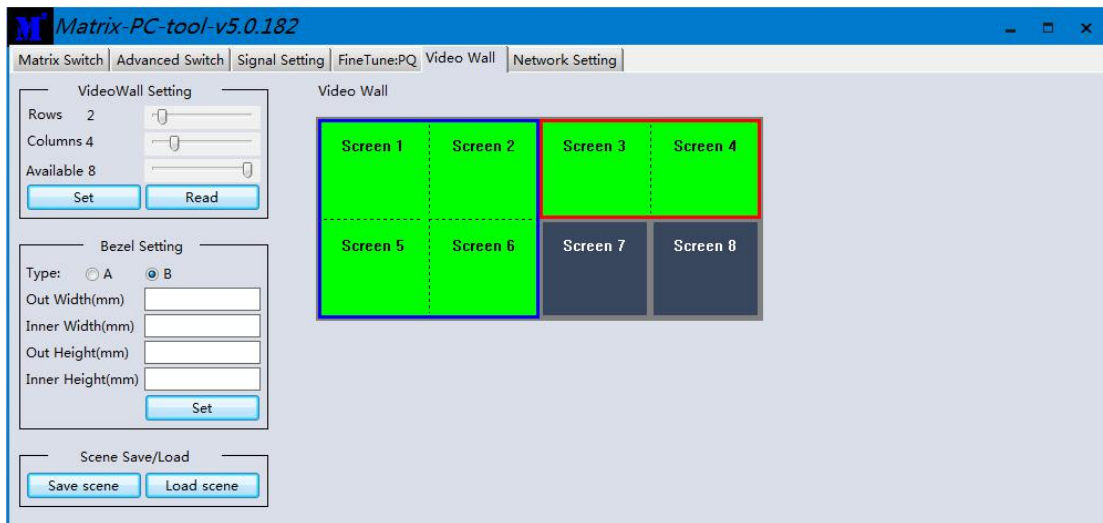 M Matrix-PC-tool-v5.0.182
Matrix Switch Advanced Switch Signal Setting FineTune:PQ Video Wall Network Setting
VideoWall Setting
Rows 2
Columns 4
Available 8
Set Read
Bezel Setting
Type: A B
Out Width(mm)
Inner Width(mm)
Out Height(mm)
Inner Height(mm)
Set
Scene Save/Load
Save scene Load scene
Video Wall
Screen 1 Screen 2 Screen 3 Screen 4
Screen 5 Screen 6 Screen 7 Screen 8